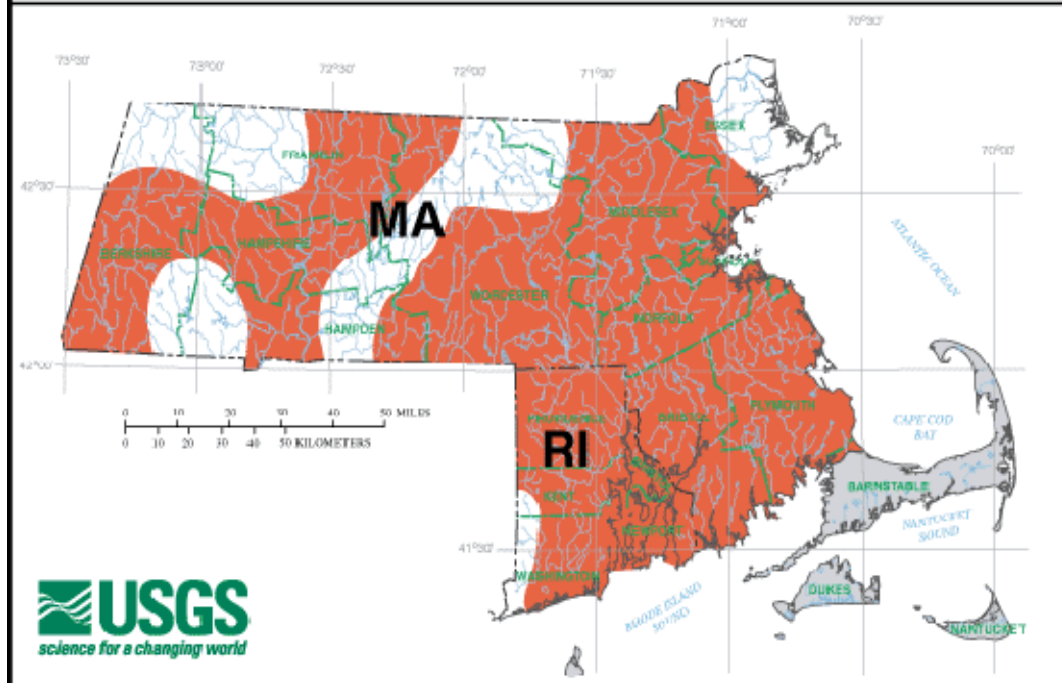 70°30'
71°00'
73°30'
73°00'
72°30'
72°00'
71°30'
ESSEX
70°00'
FRANKLIN
42°30'
MA
MIDDLESEX
HAMPSHIRE
BERKSHIRE
ATLANTIC
OCEAN
WORCESTER
HAMPDEN
NORFOLK
42°00'
PLYMOUTH
BRISTOL
0 10 20 30 40 50 MILES
0 10 20 30 40 50 KILOMETERS
CAPE COD
BAY
RI
BARNSTABLE
KENT
NANTUCKET
SOUND
NEWPORT
41°30'
WASHINGTON
DUKES
RHODE ISLAND
SOUND
NANTUCKET
USGS
science for a changing world